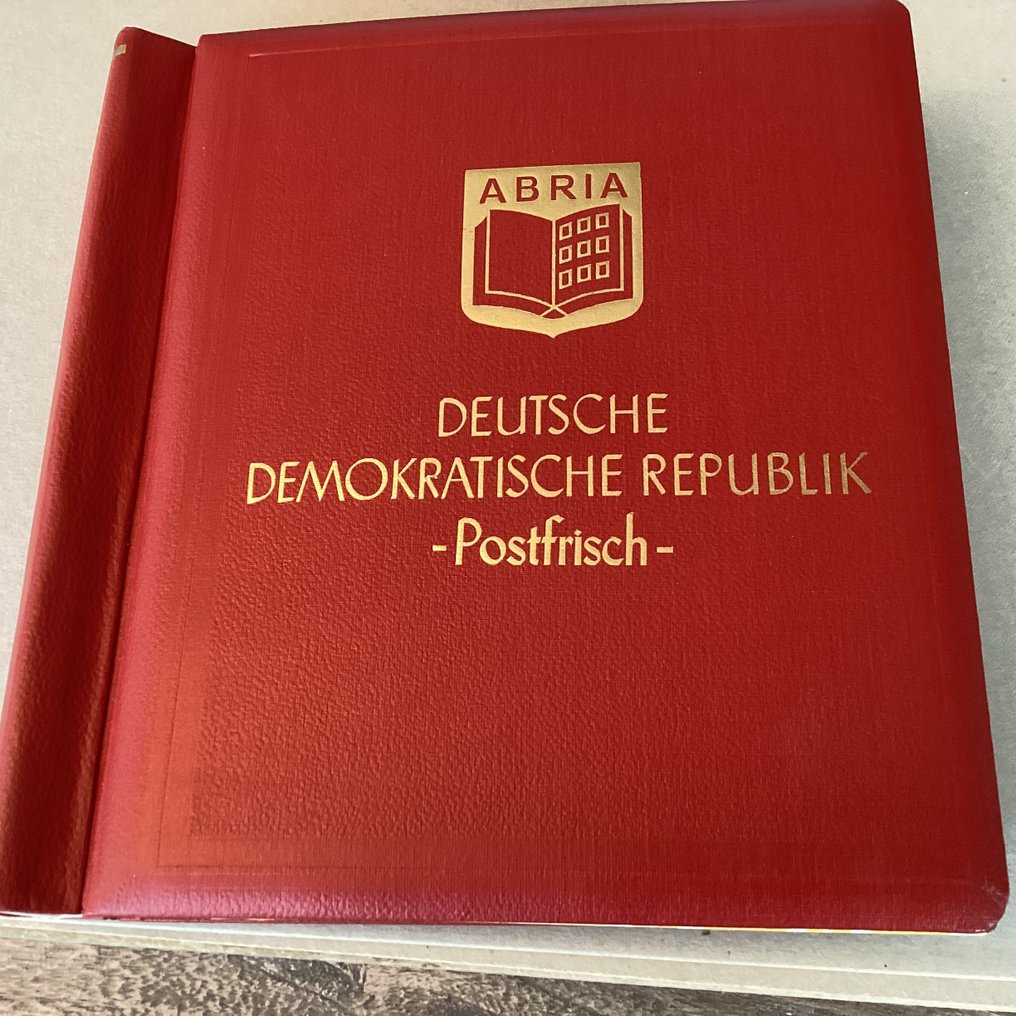 ABRIA
DEUTSCHE
DEMOKRATISCHE REPUBLIK
-Postfrisch-